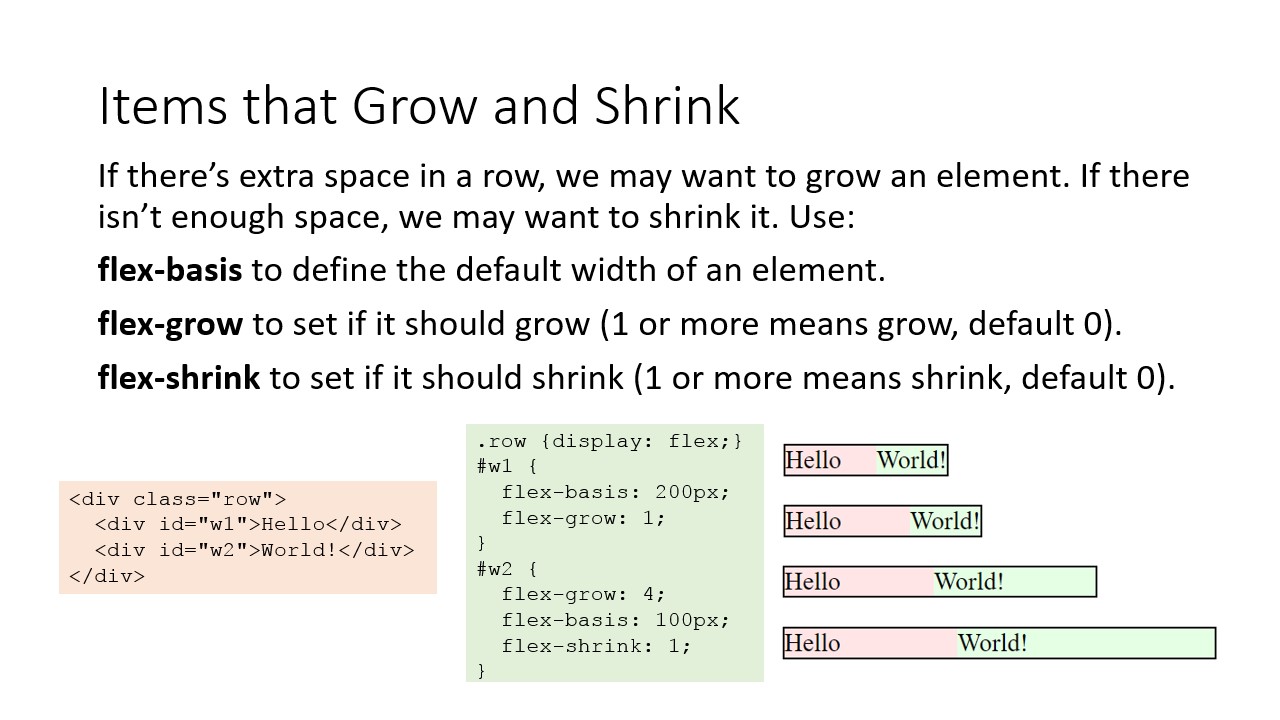 Items that Grow and Shrink
If there’s extra space in a row, we may want to grow an element. If there
isn’t enough space, we may want to shrink it. Use:
flex-basis to define the default width of an element.
flex-grow to set if it should grow (1 or more means grow, default 0).
flex-shrink to set if it should shrink (1 or more means shrink, default 0).
<div class="row">
  <div id="w1">Hello</div>
  <div id="w2">World!</div>
</div>
.row {display: flex;}
#w1 {
  flex-basis: 200px;
  flex-grow: 1;
}
#w2 {
  flex-grow: 4;
  flex-basis: 100px;
  flex-shrink: 1;
}
Hello World!
Hello World!
Hello World!
Hello World!